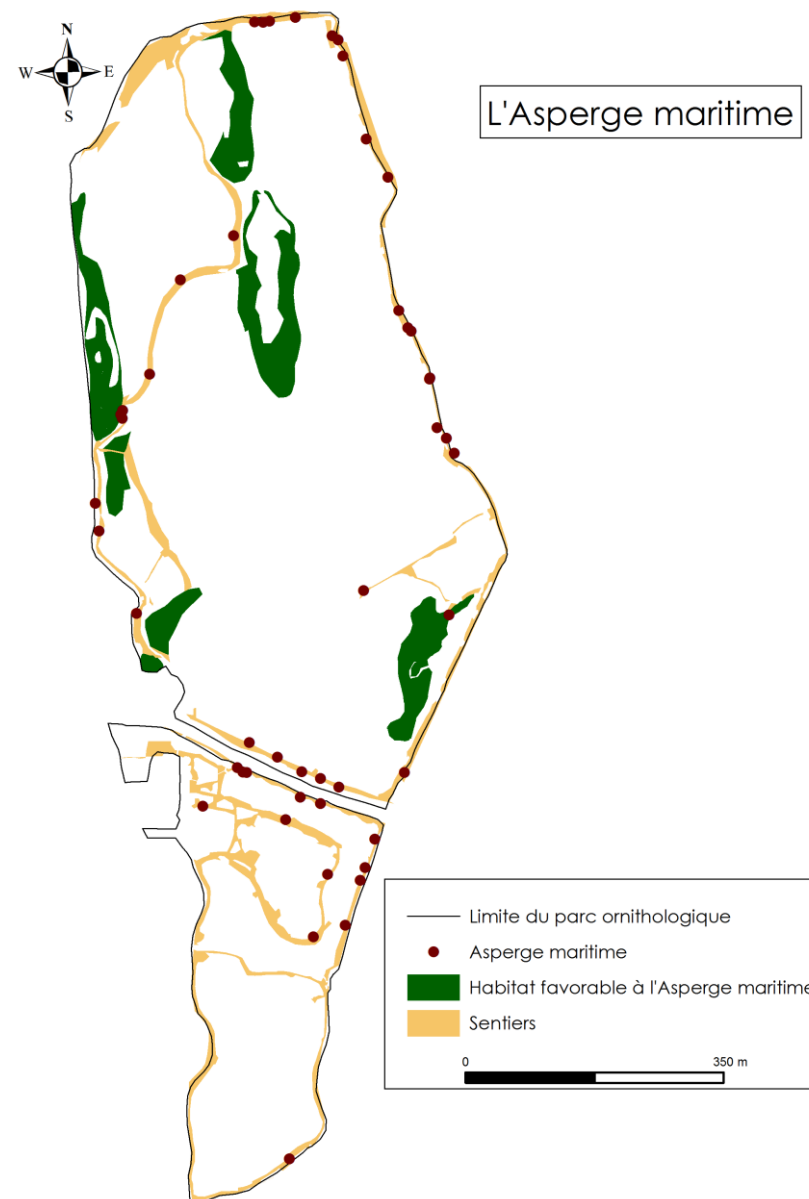 N
W E
S
L'Asperge maritime
Limite du parc ornithologique
Asperge maritime
Habitat favorable à l'Asperge maritime
Sentiers
0 350 m